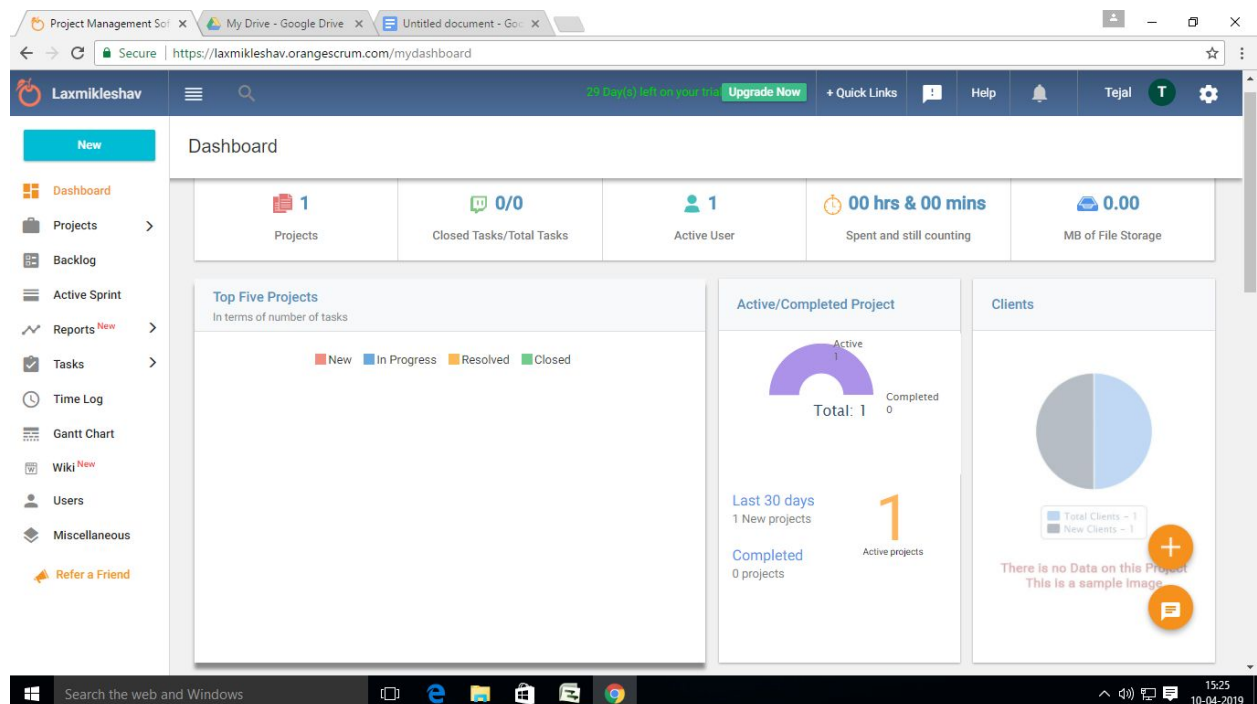 Project Management Sof
My Drive - Google Drive
Untitled document - Goo
Secure | https://laxmikleshav.orangescrum.com/mydashboard
Laxmikleshav
29 Day(s) left on your trial
Upgrade Now
+ Quick Links
Help
Tejal
T
New
Dashboard
Dashboard
Projects
Backlog
Active Sprint
Reports New
Tasks
Time Log
Gantt Chart
Wiki New
Users
Miscellaneous
Refer a Friend
1
Projects
0/0
Closed Tasks/Total Tasks
1
Active User
00 hrs & 00 mins
Spent and still counting
0.00
MB of File Storage
Top Five Projects
In terms of number of tasks
New In Progress Resolved Closed
Active/Completed Project
Active
1
Completed
0
Total: 1
Last 30 days
1 New projects
Completed
0 projects
1
Active projects
Clients
Total Clients - 1
New Clients - 1
There is no Data on this Project
This is a sample Image
Search the web and Windows
15:25
10-04-2019